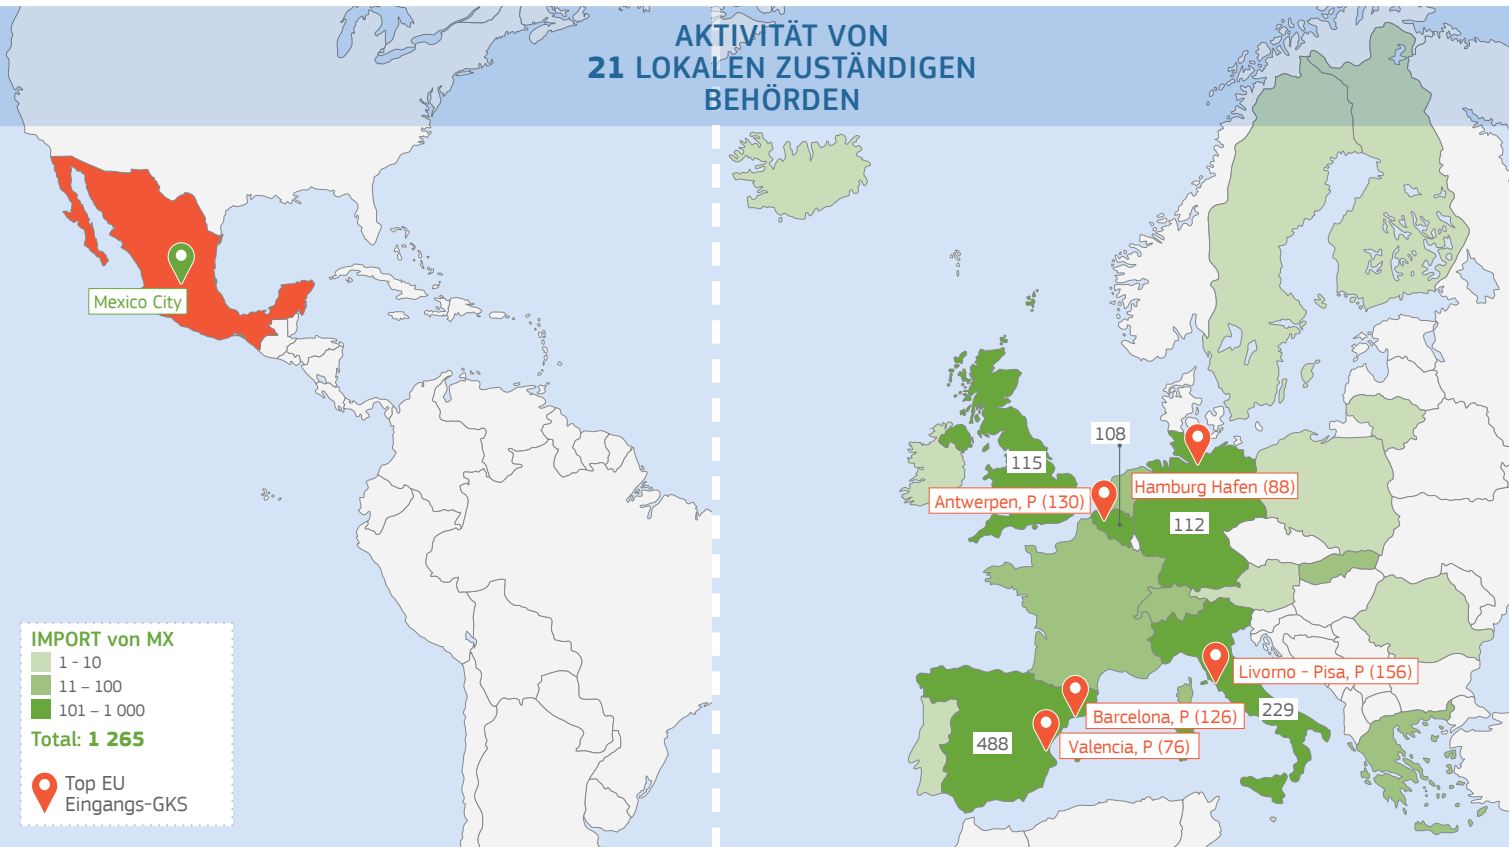 AKTIVITÄT VON
21 LOKALEN ZUSTÄNDIGEN
BEHÖRDEN
Mexico City
108
115
Hamburg Hafen (88)
Antwerpen, P (130)
112
Livorno - Pisa, P (156)
229
Barcelona, P (126)
488
Valencia, P (76)
IMPORT von MX
1 - 10
11 – 100
101 – 1 000
Total: 1 265
Top EU
Eingangs-GKS